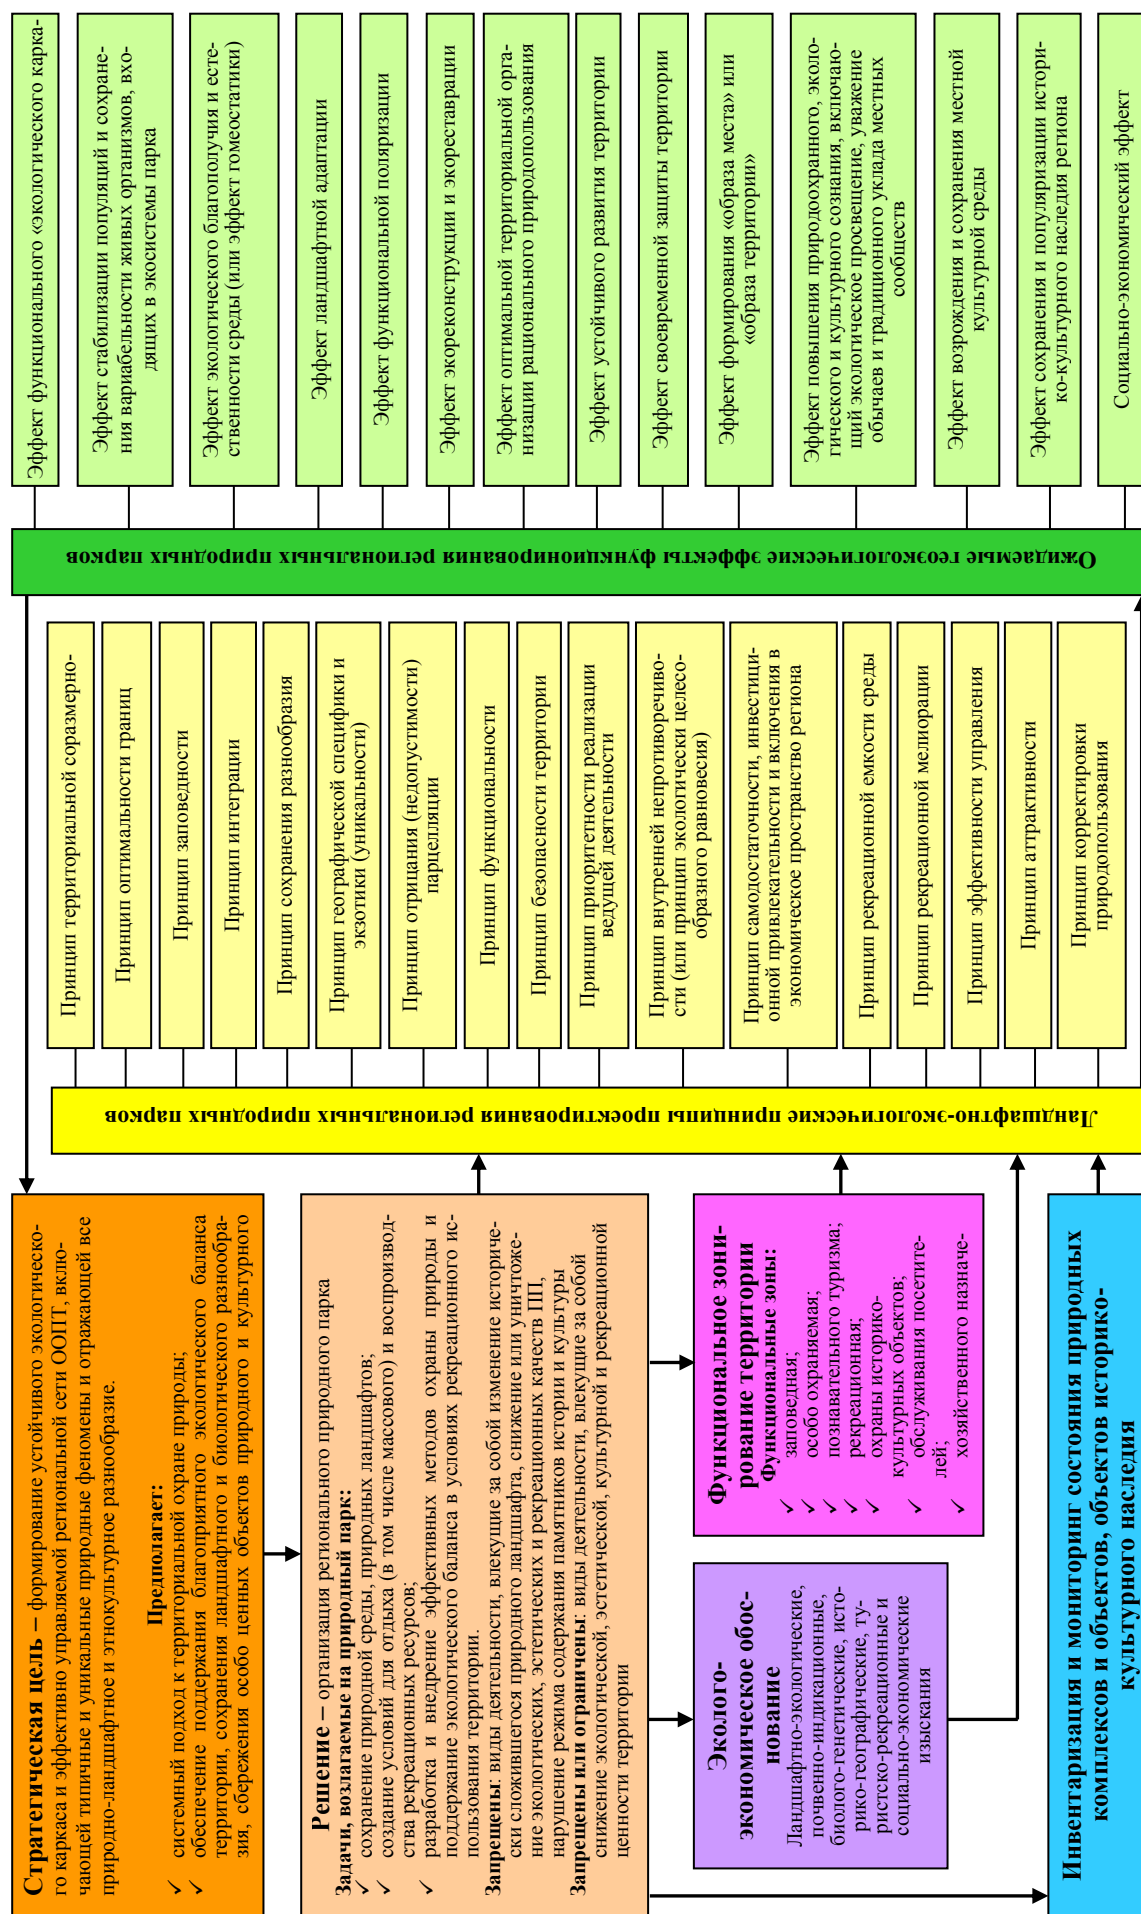 Стратегическая цель – формирование устойчивого экологическо-
го каркаса и эффективно управляемой региональной сети ООПТ, вклю-
чающей типичные и уникальные природные феномены и отражающей все
природно-ландшафтное и этнокультурное разнообразие.
Предполагает:
✓ системный подход к территориальной охране природы;
✓ обеспечение поддержания благоприятного экологического баланса
территории, сохранения ландшафтного и биологического разнообра-
зия, сбережения особо ценных объектов природного и культурного
Решение – организация регионального природного парка
Задачи, возлагаемые на природный парк:
✓ сохранение природной среды, природных ландшафтов;
✓ создание условий для отдыха (в том числе массового) и воспроизвод-
ства рекреационных ресурсов;
✓ разработка и внедрение эффективных методов охраны природы и
поддержание экологического баланса в условиях рекреационного ис-
пользования территории.
Запрещены: виды деятельности, влекущие за собой изменение историче-
ски сложившегося природного ландшафта, снижение или уничтоже-
ние экологических, эстетических и рекреационных качеств ПП,
нарушение режима содержания памятников истории и культуры
Запрещены или ограничены: виды деятельности, влекущие за собой
снижение экологической, эстетической, культурной и рекреационной
ценности территории
Эколого-
экономическое обос-
нование
Ландшафтно-экологические,
почвенно-индикационные,
биолого-генетические, исто-
рико-географические, ту-
ристско-рекреационные и
социально-экономические
изыскания
Функциональное зони-
рование территории
Функциональные зоны:
✓ заповедная;
✓ особо охраняемая;
✓ познавательного туризма;
✓ рекреационная;
✓ охраны историко-
культурных объектов;
✓ обслуживания посетите-
лей;
✓ хозяйственного назначе-
Инвентаризация и мониторинг состояния природных
комплексов и объектов, объектов историко-
культурного наследия
Ландшафтно-экологические принципы проектирования региональных природных парков
Принцип территориальной соразмерно-
Принцип оптимальности границ
Принцип заповедности
Принцип интеграции
Принцип сохранения разнообразия
Принцип географической специфики и
экзотики (уникальности)
Принцип отрицания (недопустимости)
парцелляции
Принцип функциональности
Принцип безопасности территории
Принцип приоритетности реализации
ведущей деятельности
Принцип внутренней непротиворечиво-
сти (или принцип экологически целесо-
образного равновесия)
Принцип самодостаточности, инвестици-
онной привлекательности и включения в
экономическое пространство региона
Принцип рекреационной емкости среды
Принцип рекреационной мелиорации
Принцип эффективности управления
Принцип аттрактивности
Принцип корректировки
природопользования
Ожидаемые геоэкологические эффекты функционирования региональных природных парков
Эффект функционального «экологического карка-
Эффект стабилизации популяций и сохране-
ния вариабельности живых организмов, вхо-
дящих в экосистемы парка
Эффект экологического благополучия и есте-
ственности среды (или эффект гомеостатики)
Эффект ландшафтной адаптации
Эффект функциональной поляризации
Эффект экореконструкции и экореставрации
Эффект оптимальной территориальной орга-
низации рационального природопользования
Эффект устойчивого развития территории
Эффект своевременной защиты территории
Эффект формирования «образа места» или
«образа территории»
Эффект повышения природоохранного, эколо-
гического и культурного сознания, включаю-
щий экологическое просвещение, уважение
обычаев и традиционного уклада местных
сообществ
Эффект возрождения и сохранения местной
культурной среды
Эффект сохранения и популяризации истори-
ко-культурного наследия региона
Социально-экономический эффект